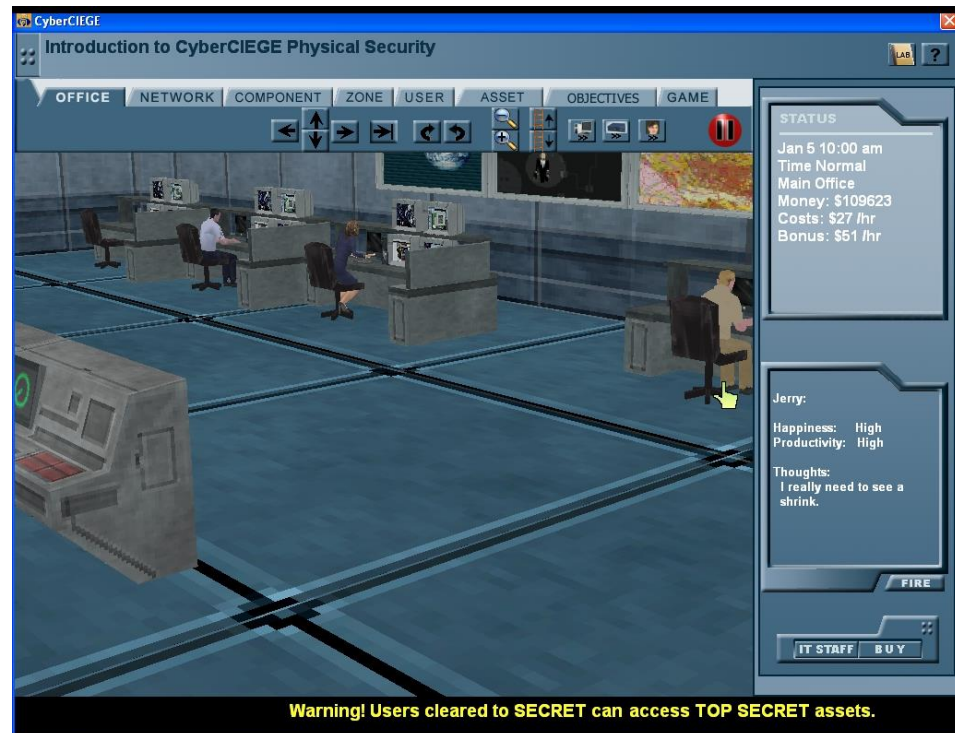 CyberCIEGE
Introduction to CyberCIEGE Physical Security
LAB ?
OFFICE NETWORK COMPONENT ZONE USER ASSET OBJECTIVES GAME
STATUS
Jan 5 10:00 am
Time Normal
Main Office
Money: $109623
Costs: $27 /hr
Bonus: $51 /hr
Jerry:
Happiness: High
Productivity: High
Thoughts:
I really need to see a
shrink.
FIRE
IT STAFF BUY
Warning! Users cleared to SECRET can access TOP SECRET assets.